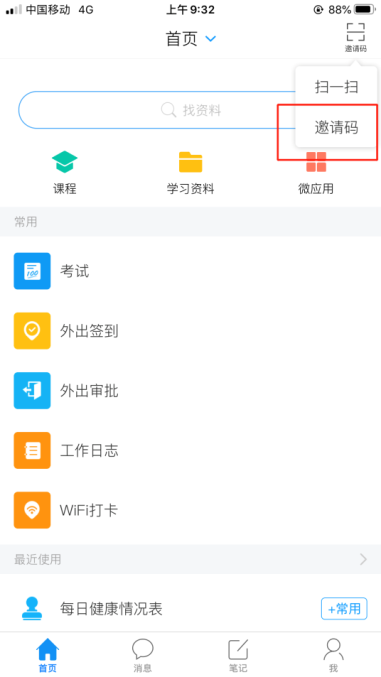 中国移动 4G 上午 9:32 88%
首页
邀请码
扫一扫
邀请码
找资料
课程 学习资料 微应用
常用
100
考试
外出签到
外出审批
工作日志
WiFi打卡
最近使用
每日健康情况表 +常用
首页 消息 笔记 我